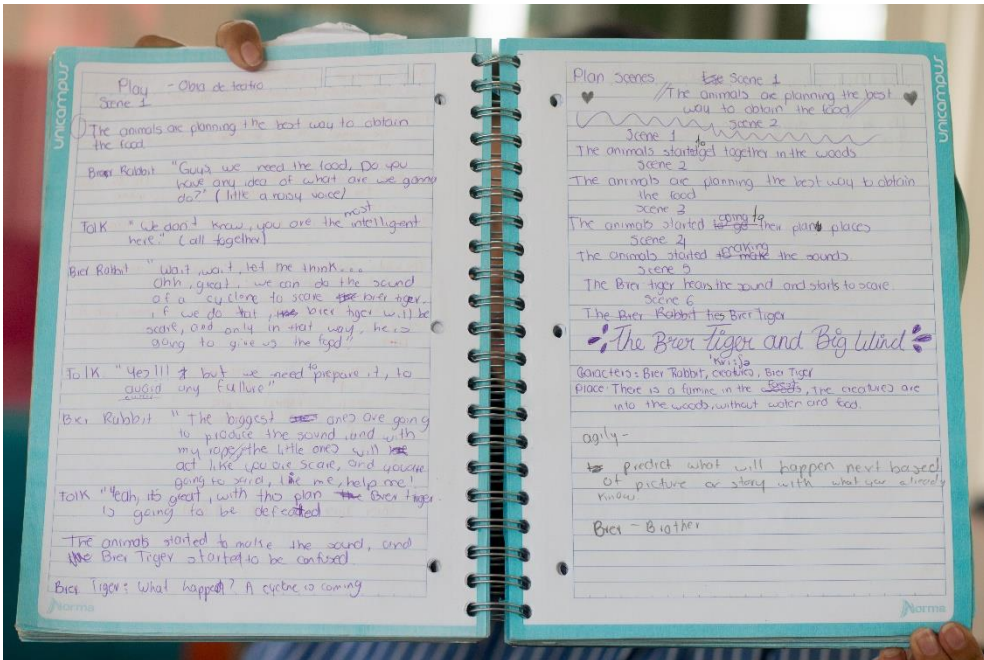 unicampus
Play - Obra de teatro
Scene 1
The animals are planning the best way to obtain
the food
Brer Rabbit "Guys we need the food, Do you
have any idea of what are we gonna
do?" (little a noisy voice)
Tolk "We don't know, you are the most intelligent
here." (all together)
Brer Rabbit "Wait, wait, let me think...
Ohh, great, we can do the sound
of a cyclone to scare brer tiger,
if we do that, brer tiger will be
scare, and only in that way, he is
going to give us the food"
Tolk "Yes!!! but we need to prepare it, to
avoid any failure"
Brer Rabbit "The biggest ones are going
to produce the sound, and with
my rope, the little ones will
act like you are scare, and you are
going to said, tie me, help me!
Tolk "Yeah, its great, with this plan Brer tiger
is going to be defeated
The animals started to make the sound, and
the Brer Tiger started to be confused
Brer Tiger: What happen? A cyclone is coming
Norma
unicampus
Plan Scenes Scene 1
The animals are planning the best
way to obtain the food
Scene 2
Scene 1
The animals started to get together in the woods
Scene 2
The animals are planning the best way to obtain
the food
Scene 3
The animals started going to their plan places
Scene 4
The animals started making the sounds
Scene 5
The Brer tiger hears the sound and starts to scare
Scene 6
The Brer Rabbit ties Brer Tiger
The Brer Tiger and Big Wind
Caracters: Brer Rabbit, creatures, Brer Tiger
Place: There is a famine in the forest, The creatures are
into the woods, without water and food.
agily -
predict what will happen next based
of picture or story with what you already
know.
Brer - Brother
Norma